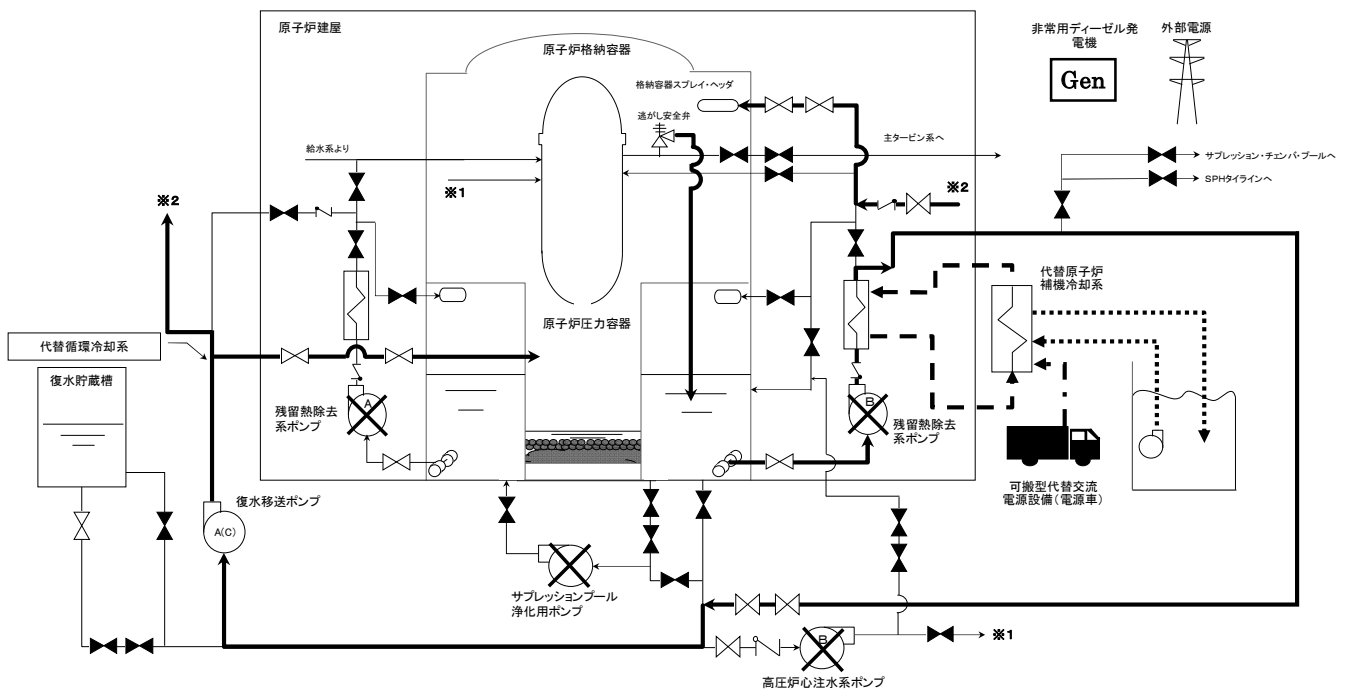 原子炉建屋
原子炉格納容器
非常用ディーゼル発
電機
外部電源
Gen
格納容器スプレイ・ヘッダ
逃がし安全弁
給水系より
主タービン系へ
サプレッション・チェンバ・プールへ
SPHタイラインへ
※1
※2
※2
代替原子炉
補機冷却系
原子炉圧力容器
代替循環冷却系
復水貯蔵槽
残留熱除去
系ポンプ
A
B
残留熱除去
系ポンプ
可搬型代替交流
電源設備(電源車)
復水移送ポンプ
A(C)
サプレッションプール
浄化用ポンプ
B
※1
高圧炉心注水系ポンプ